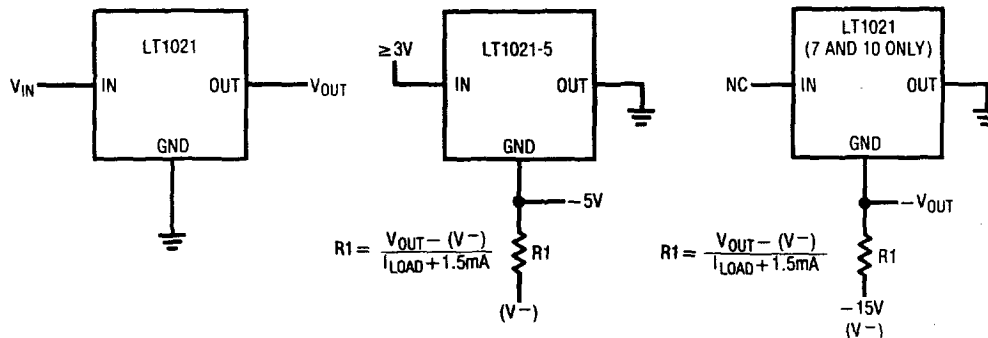 LT1021
V_IN
IN
OUT
V_OUT
GND
≥3V
LT1021-5
IN
OUT
GND
−5V
R1 = V_OUT − (V⁻)
I_LOAD + 1.5mA
R1
(V⁻)
LT1021
(7 AND 10 ONLY)
NC
IN
OUT
GND
−V_OUT
R1 = V_OUT − (V⁻)
I_LOAD + 1.5mA
R1
−15V
(V⁻)